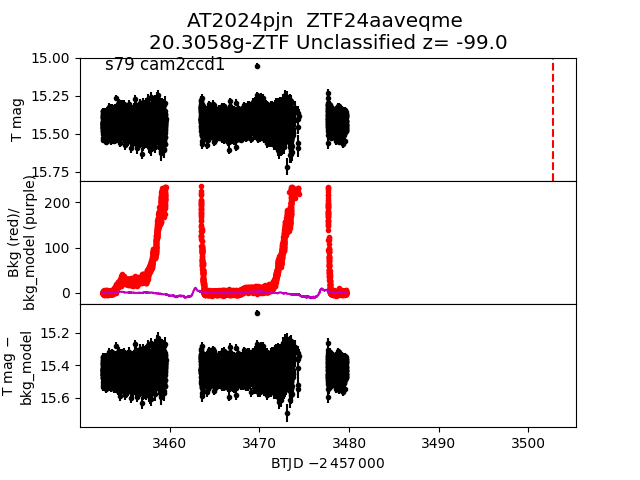 AT2024pjn  ZTF24aaveqme
20.3058g-ZTF Unclassified z= -99.0
s79 cam2ccd1
T mag
15.00
15.25
15.50
15.75
Bkg (red)/
bkg_model (purple)
200
100
0
T mag −
bkg_model
15.2
15.4
15.6
3460
3470
3480
3490
3500
BTJD −2 457 000